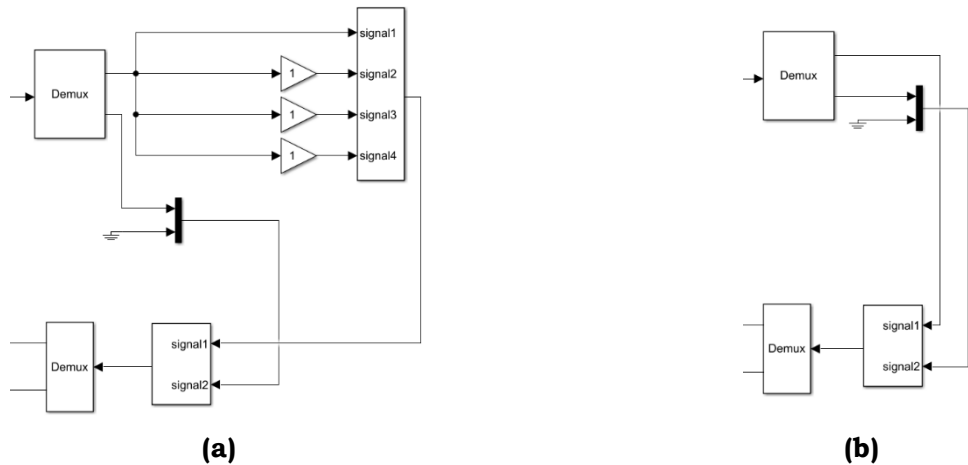 signal1
Demux
1
signal2
1
signal3
1
signal4
signal1
Demux
signal2
(a)
Demux
signal1
Demux
signal2
(b)